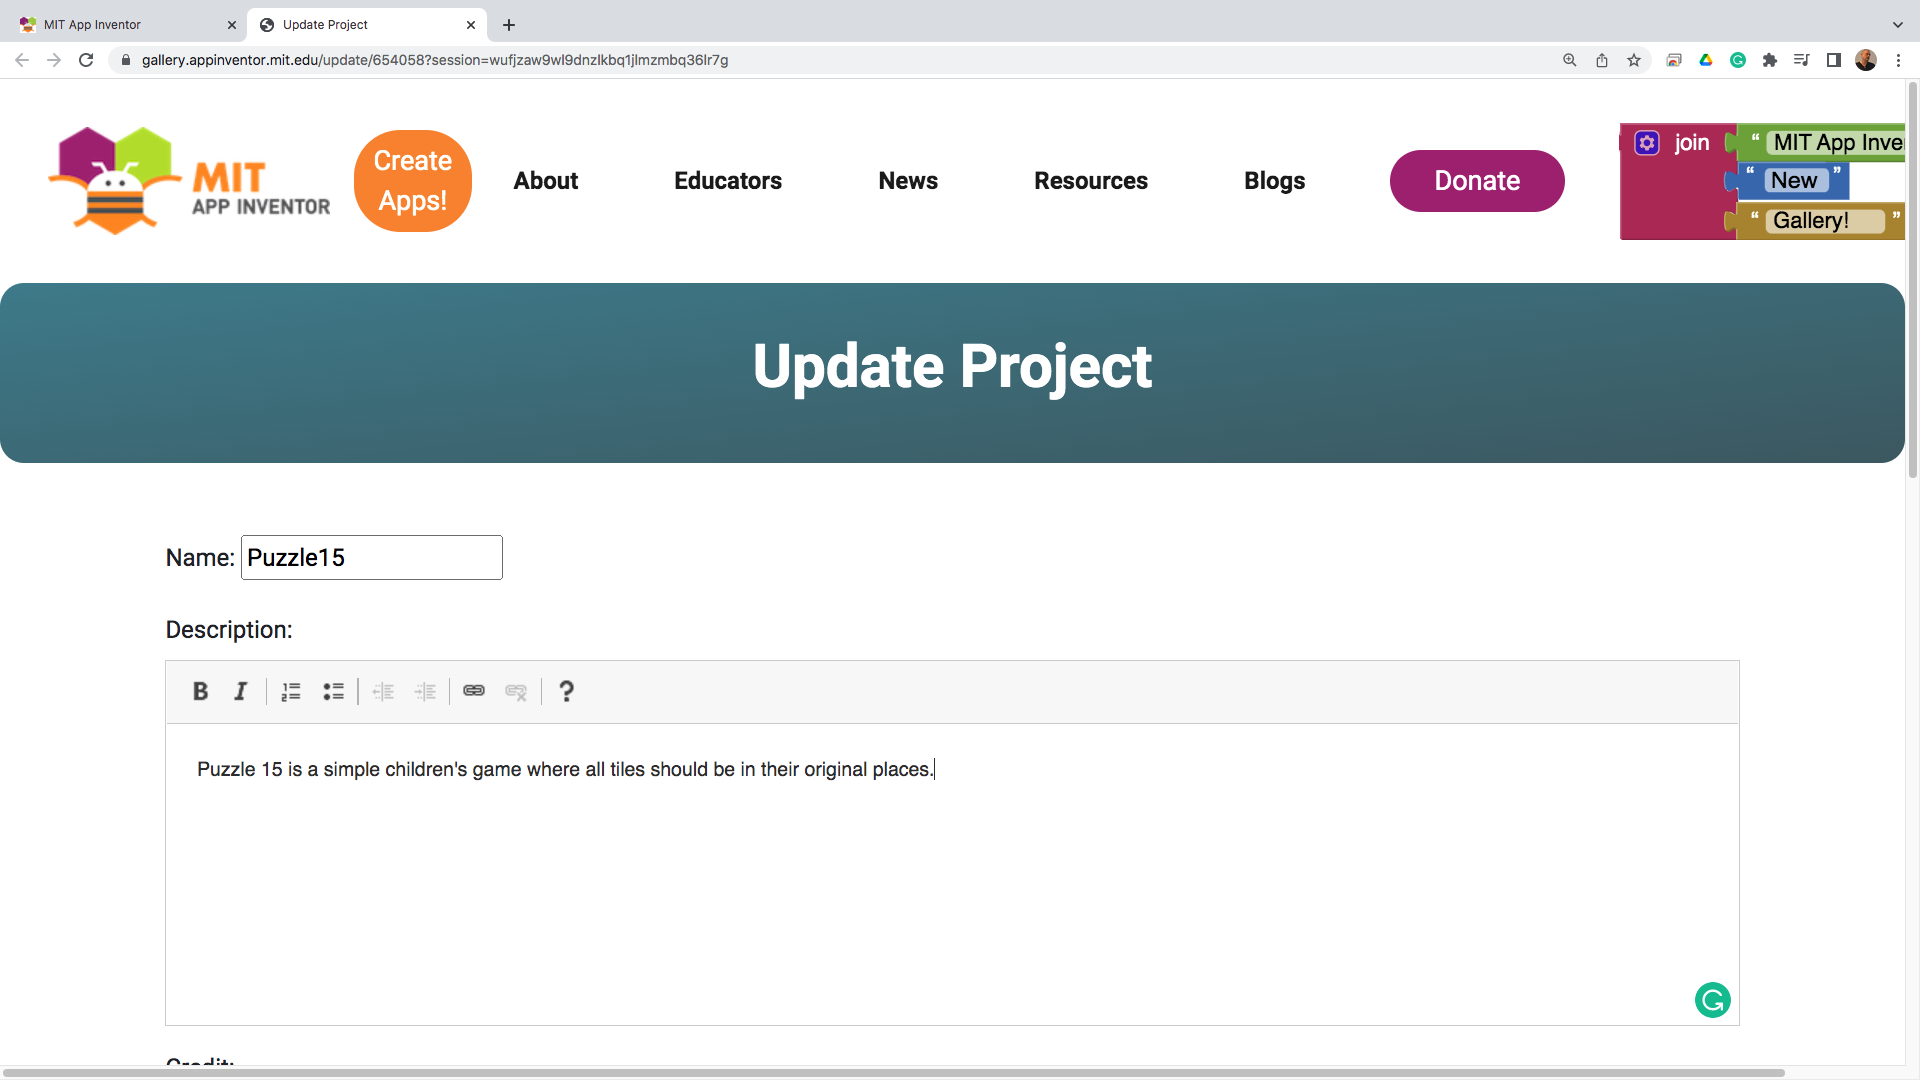 MIT App Inventor
Update Project
gallery.appinventor.mit.edu/update/654058?session=wufjzaw9wl9dnzlkbq1jlmzmbq36lr7g
MIT
APP INVENTOR
Create
Apps!
About
Educators
News
Resources
Blogs
Donate
join
“ MIT App Inve
“ New ”
“ Gallery! ”
Update Project
Name: Puzzle15
Description:
B I ?
Puzzle 15 is a simple children's game where all tiles should be in their original places.
Credit: